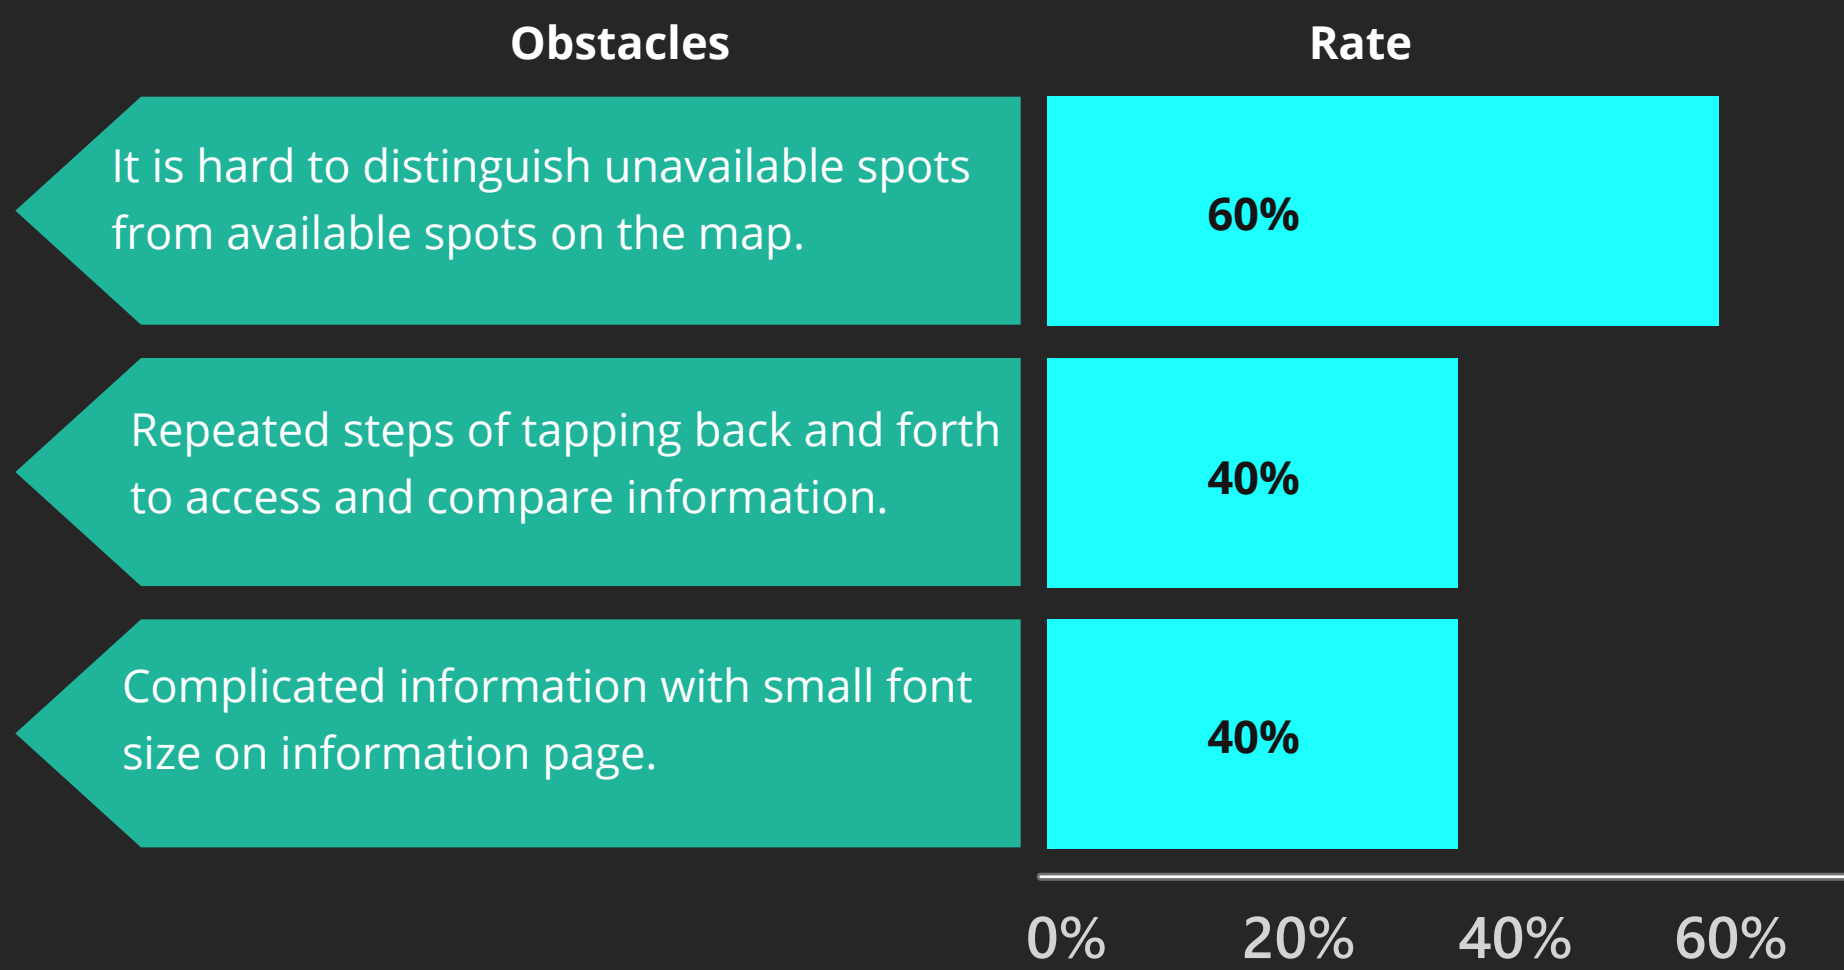 Obstacles
Rate
It is hard to distinguish unavailable spots
from available spots on the map.
60%
Repeated steps of tapping back and forth
to access and compare information.
40%
Complicated information with small font
size on information page.
40%
0% 20% 40% 60%